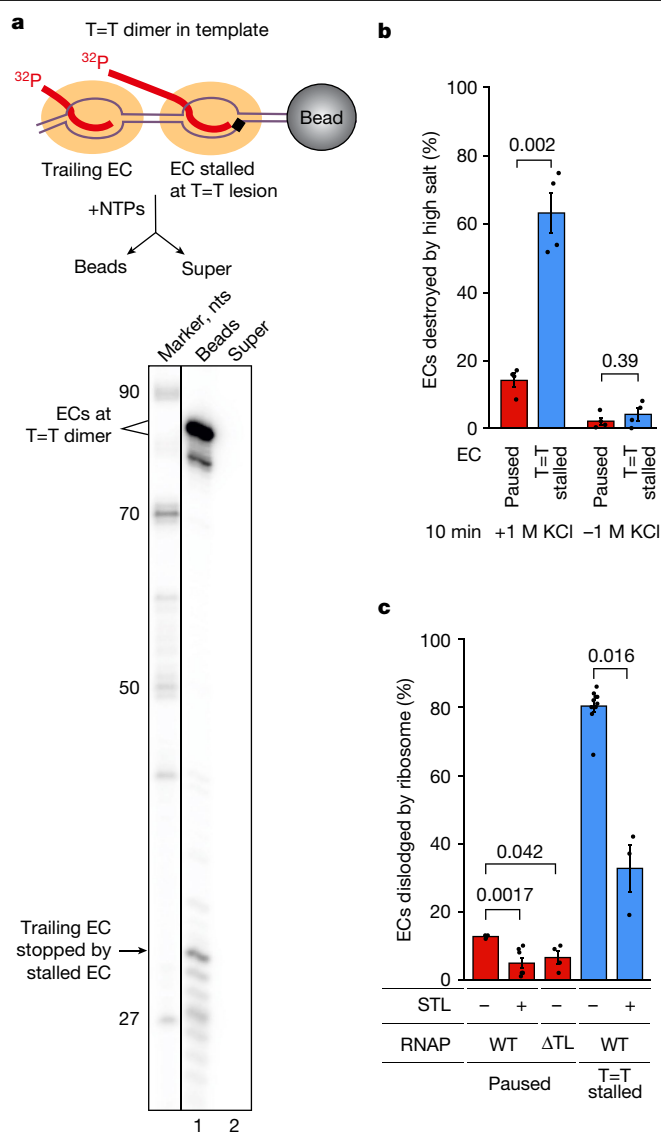 a
T=T dimer in template
32P
32P
Bead
Trailing EC
EC stalled
at T=T lesion
+NTPs
Beads
Super
Marker, nts
Beads
Super
90
ECs at
T=T dimer
70
50
Trailing EC
stopped by
stalled EC
27
1
2
b
ECs destroyed by high salt (%)
100
80
60
40
20
0
0.002
0.39
EC
Paused
T=T
stalled
Paused
T=T
stalled
10 min
+1 M KCl
−1 M KCl
c
ECs dislodged by ribosome (%)
100
80
60
40
20
0
0.016
0.042
0.0017
STL
−
+
−
−
+
RNAP
WT
ΔTL
WT
Paused
T=T
stalled